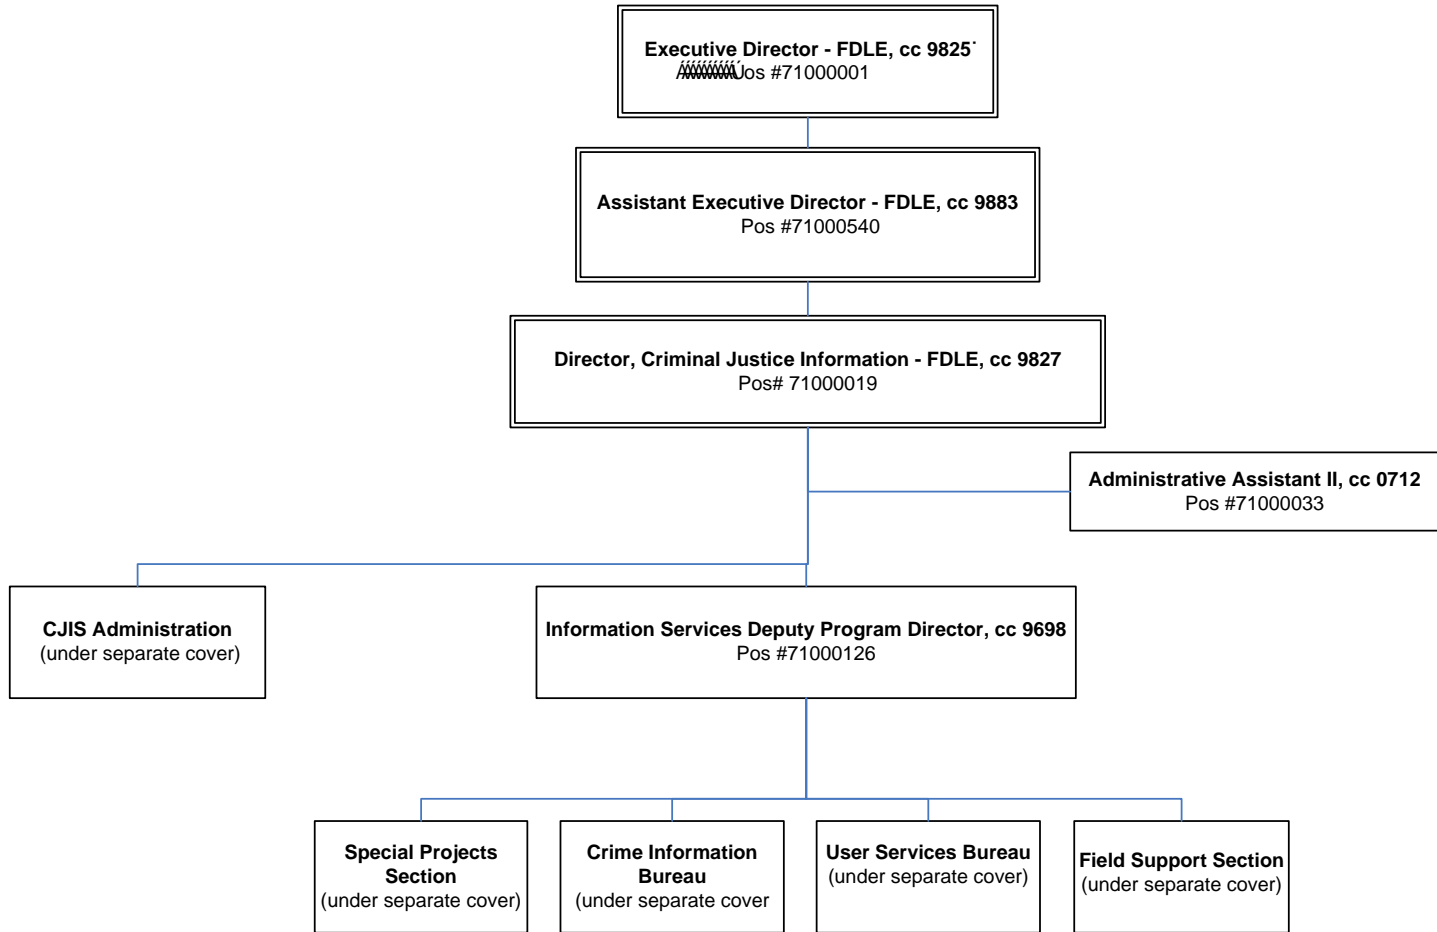 Executive Director - FDLE, cc 9825
os #71000001
Assistant Executive Director - FDLE, cc 9883
Pos #71000540
Director, Criminal Justice Information - FDLE, cc 9827
Pos# 71000019
Administrative Assistant II, cc 0712
Pos #71000033
CJIS Administration
(under separate cover)
Information Services Deputy Program Director, cc 9698
Pos #71000126
Special Projects
Section
(under separate cover)
Crime Information
Bureau
(under separate cover
User Services Bureau
(under separate cover)
Field Support Section
(under separate cover)